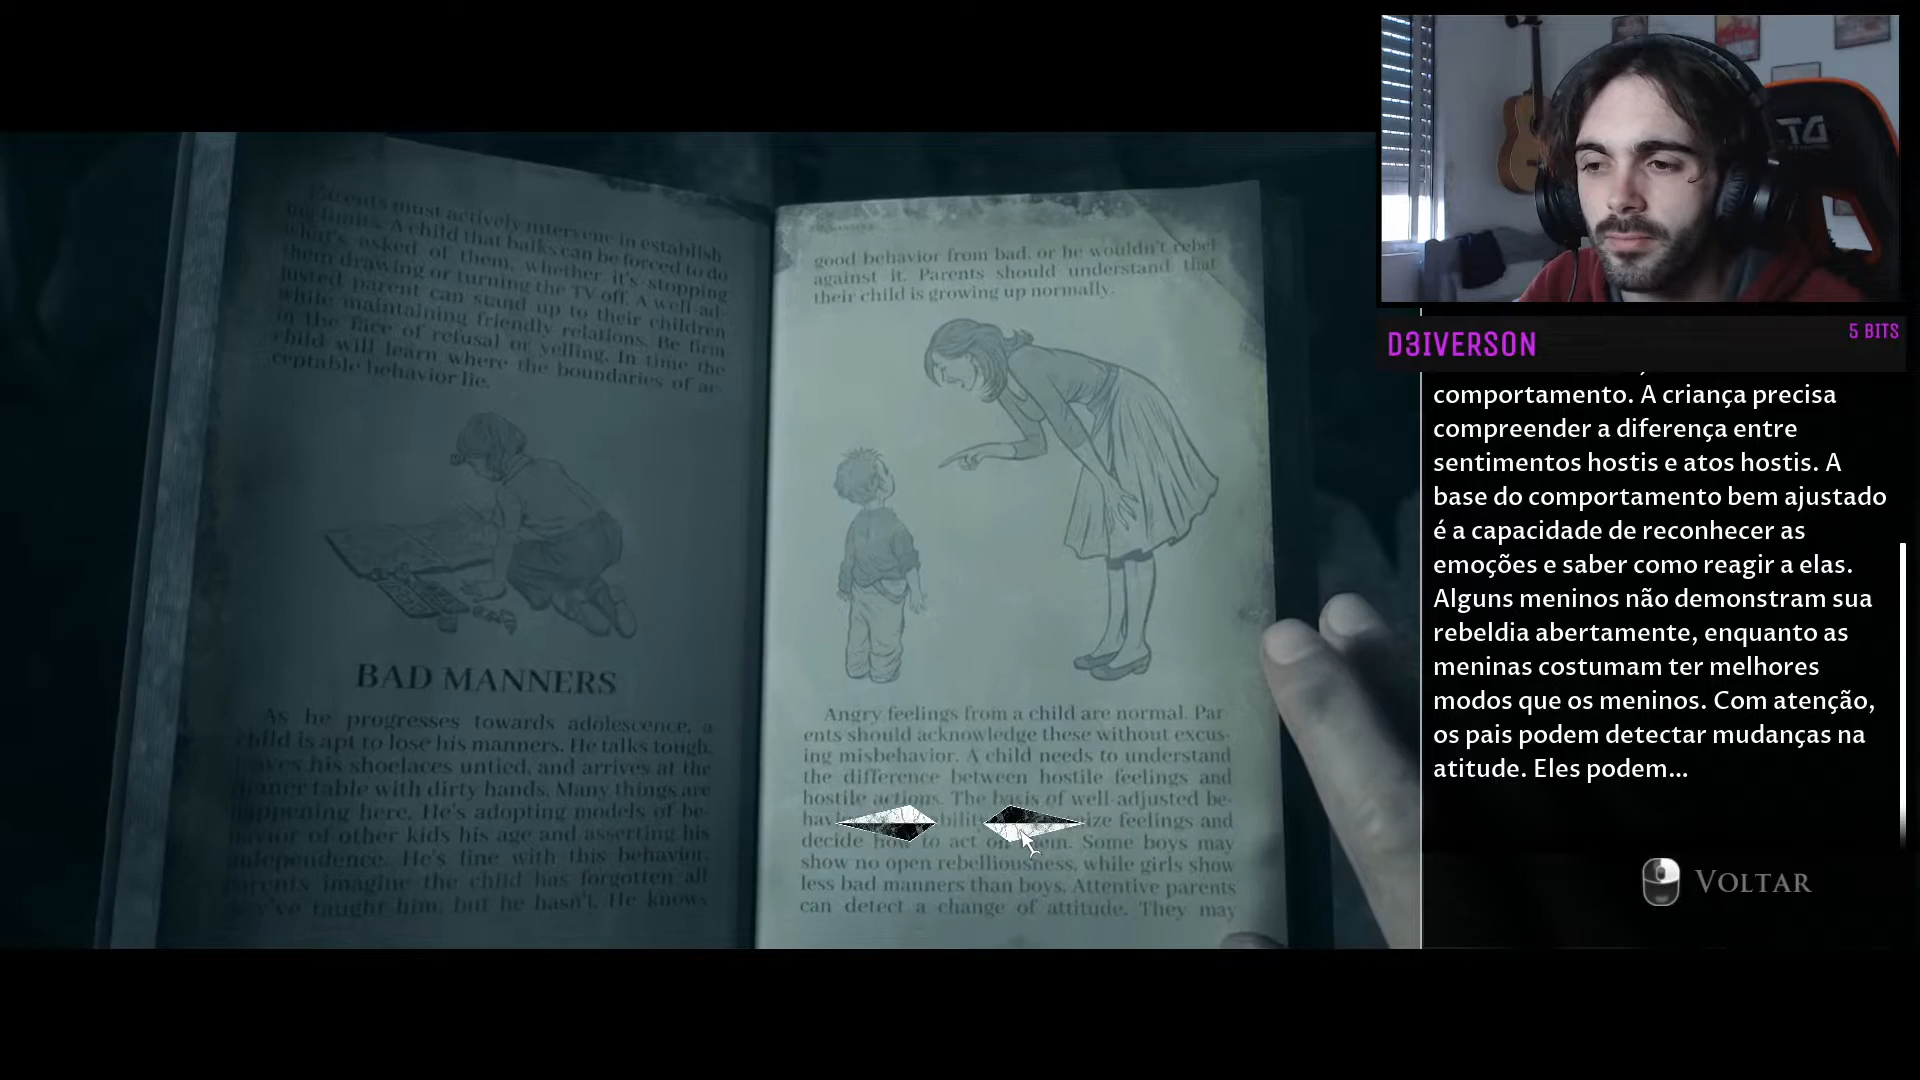 Parents must actively intervene in establish-
ing limits. A child that balks can be forced to do
what's asked of them, whether it's stopping
them drawing or turning the TV off. A well-ad-
justed parent can stand up to their children
while maintaining friendly relations. Be firm
in the face of refusal or yelling. In time the
child will learn where the boundaries of ac-
ceptable behavior lie.
BAD MANNERS
As he progresses towards adolescence, a
child is apt to lose his manners. He talks tough,
leaves his shoelaces untied, and arrives at the
dinner table with dirty hands. Many things are
happening here. He's adopting models of be-
havior of other kids his age and asserting his
independence. He's fine with this behavior.
Parents imagine the child has forgotten all
they've taught him, but he hasn't. He knows
good behavior from bad, or he wouldn't rebel
against it. Parents should understand that
their child is growing up normally.
Angry feelings from a child are normal. Par
ents should acknowledge these without excus-
ing misbehavior. A child needs to understand
the difference between hostile feelings and
hostile actions. The basis of well-adjusted be-
feelings and
decide how to act on them. Some boys may
show no open rebelliousness, while girls show
less bad manners than boys. Attentive parents
can detect a change of attitude. They may
TG
D3IVERSON
5 BITS
comportamento. A criança precisa
compreender a diferença entre
sentimentos hostis e atos hostis. A
base do comportamento bem ajustado
é a capacidade de reconhecer as
emoções e saber como reagir a elas.
Alguns meninos não demonstram sua
rebeldia abertamente, enquanto as
meninas costumam ter melhores
modos que os meninos. Com atenção,
os pais podem detectar mudanças na
atitude. Eles podem...
VOLTAR